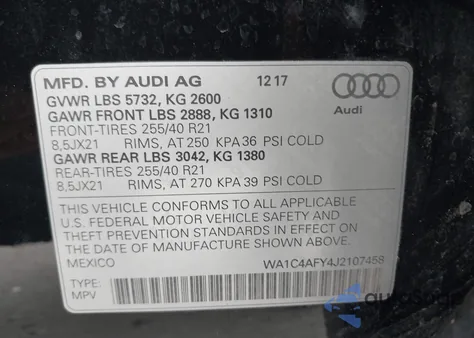 MFD. BY AUDI AG 12 17
GVWR LBS 5732, KG 2600
GAWR FRONT LBS 2888, KG 1310
FRONT-TIRES 255/40 R21
8,5JX21 RIMS, AT 250 KPA 36 PSI COLD
GAWR REAR LBS 3042, KG 1380
REAR-TIRES 255/40 R21
8,5JX21 RIMS, AT 270 KPA 39 PSI COLD
Audi
THIS VEHICLE CONFORMS TO ALL APPLICABLE
U.S. FEDERAL MOTOR VEHICLE SAFETY AND
THEFT PREVENTION STANDARDS IN EFFECT ON
THE DATE OF MANUFACTURE SHOWN ABOVE.
MEXICO WA1C4AFY4J2107458
TYPE:
MPV